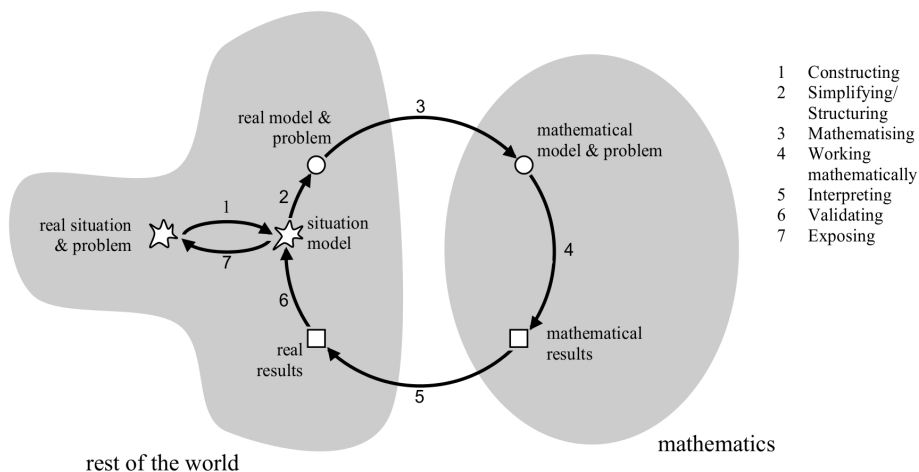 real model &
problem
3
mathematical
model & problem
2
real situation
& problem
1
7
situation
model
4
6
real
results
mathematical
results
5
rest of the world
mathematics
1 Constructing
2 Simplifying/
Structuring
3 Mathematising
4 Working
mathematically
5 Interpreting
6 Validating
7 Exposing